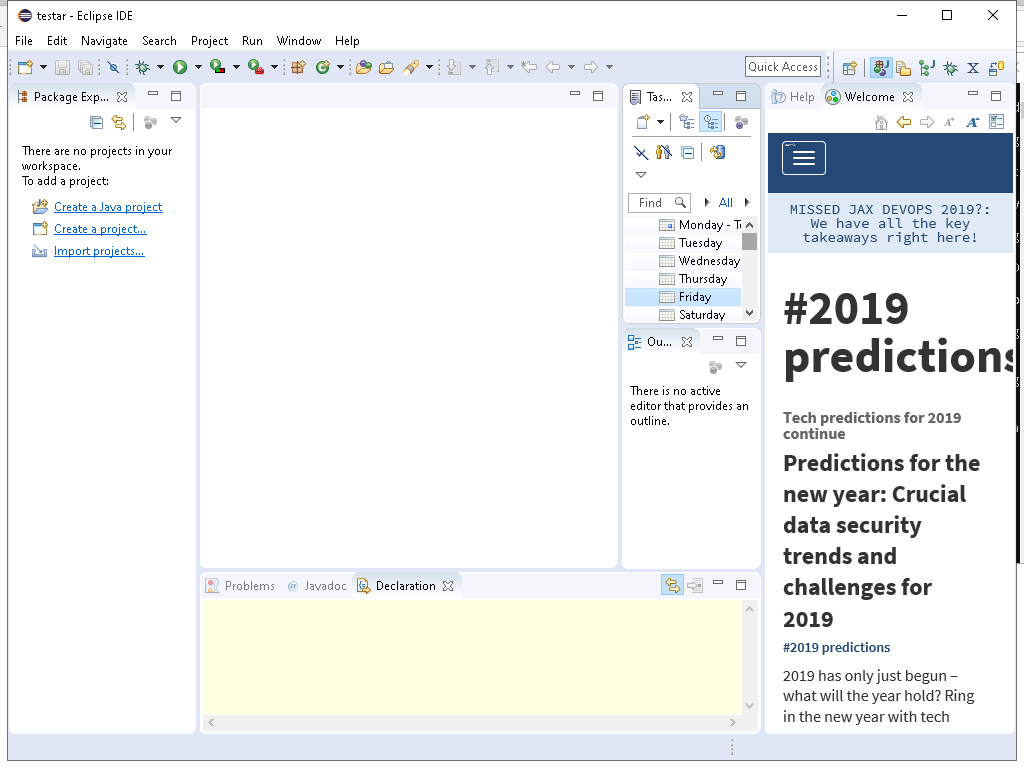 testar - Eclipse IDE
File Edit Navigate Search Project Run Window Help
Quick Access
Package Exp...
There are no projects in your
workspace.
To add a project:
Create a Java project
Create a project...
Import projects...
Tas...
Find All
Monday - T
Tuesday
Wednesday
Thursday
Friday
Saturday
Ou...
There is no active
editor that provides an
outline.
Problems @ Javadoc Declaration
Help Welcome
MISSED JAX DEVOPS 2019?:
We have all the key
takeaways right here!
#2019
predictions
Tech predictions for 2019
continue
Predictions for the
new year: Crucial
data security
trends and
challenges for
2019
#2019 predictions
2019 has only just begun –
what will the year hold? Ring
in the new year with tech